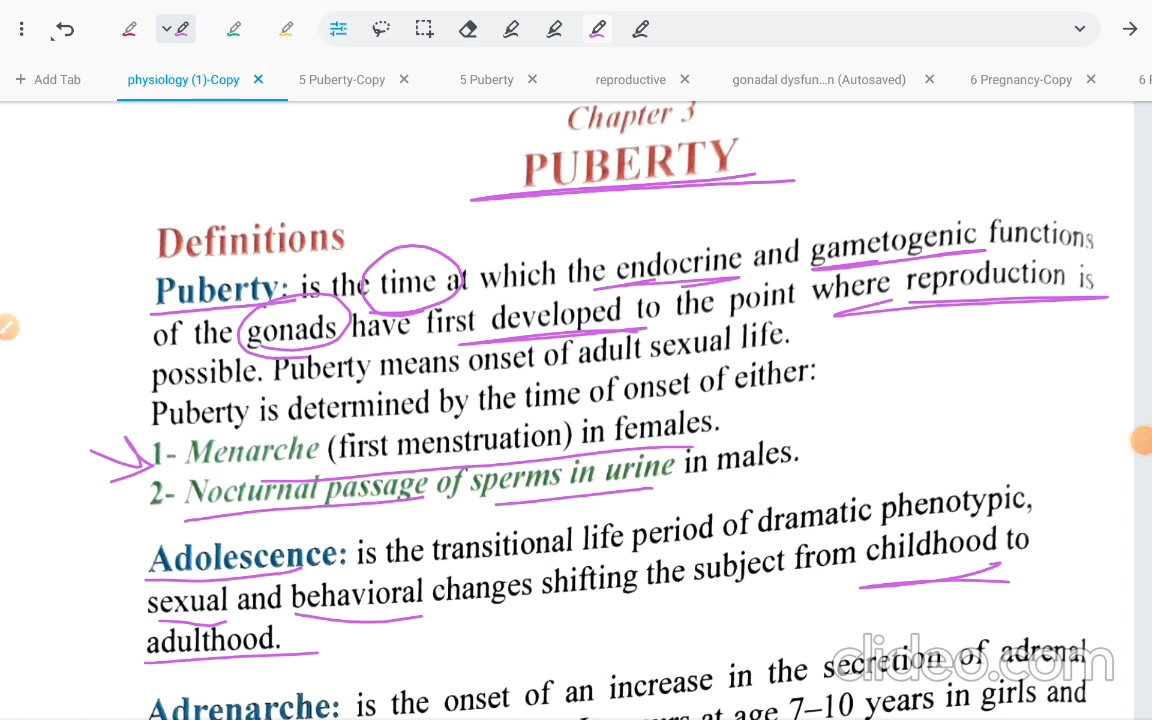 Add Tab
physiology (1)-Copy
5 Puberty-Copy
5 Puberty
reproductive
gonadal dysfun...n (Autosaved)
6 Pregnancy-Copy
6
Chapter 3
PUBERTY
Definitions
Puberty: is the time at which the endocrine and gametogenic functions
of the gonads have first developed to the point where reproduction is
possible. Puberty means onset of adult sexual life.
Puberty is determined by the time of onset of either:
1- Menarche (first menstruation) in females.
2- Nocturnal passage of sperms in urine in males.
Adolescence: is the transitional life period of dramatic phenotypic,
sexual and behavioral changes shifting the subject from childhood to
adulthood.
clideo.com
Adrenarche: is the onset of an increase in the secretion of adrenal
at age 7–10 years in girls and